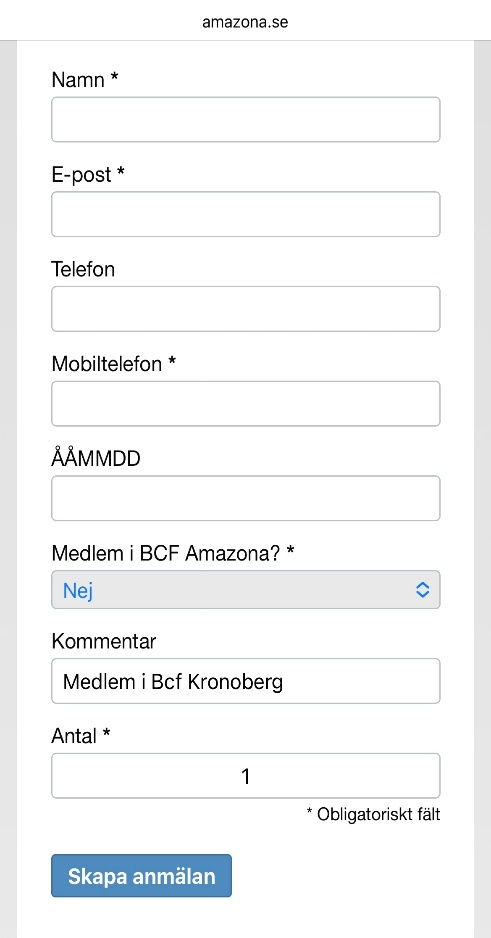 amazona.se
Namn *
E-post *
Telefon
Mobiltelefon *
ÅÅMMDD
Medlem i BCF Amazona? *
Nej
Kommentar
Medlem i Bcf Kronoberg
Antal *
1
* Obligatoriskt fält
Skapa anmälan